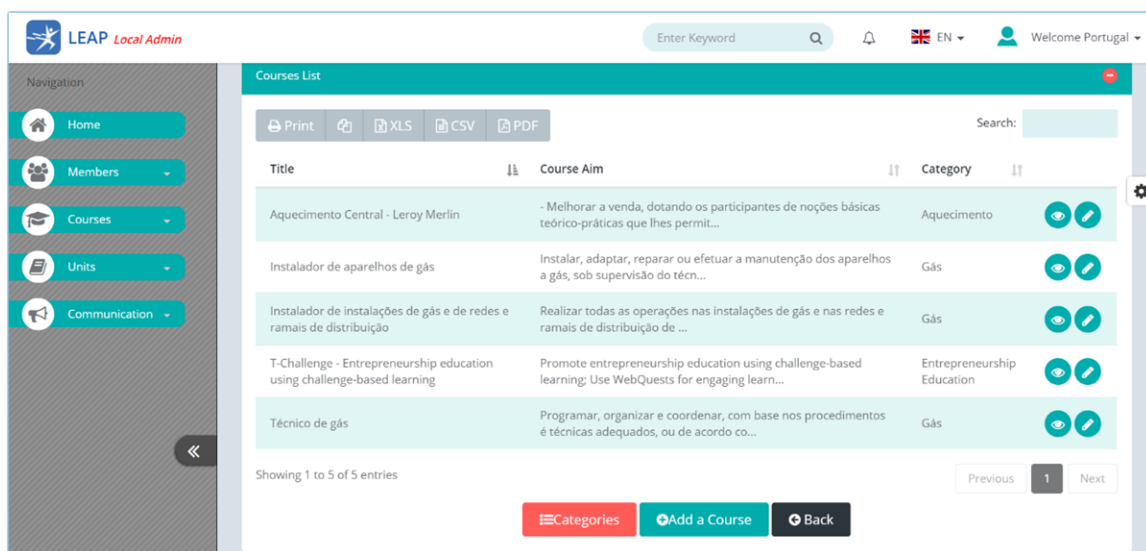 LEAP Local Admin
Enter Keyword
EN
Welcome Portugal
Navigation
Home
Members
Courses
Units
Communication
Courses List
Print
XLS
CSV
PDF
Search:
Title
Course Aim
Category
Aquecimento Central - Leroy Merlin
- Melhorar a venda, dotando os participantes de noções básicas
teórico-práticas que lhes permit...
Aquecimento
Instalador de aparelhos de gás
Instalar, adaptar, reparar ou efetuar a manutenção dos aparelhos
a gás, sob supervisão do técn...
Gás
Instalador de instalações de gás e de redes e
ramais de distribuição
Realizar todas as operações nas instalações de gás e nas redes e
ramais de distribuição de ...
Gás
T-Challenge - Entrepreneurship education
using challenge-based learning
Promote entrepreneurship education using challenge-based
learning; Use WebQuests for engaging learn...
Entrepreneurship
Education
Técnico de gás
Programar, organizar e coordenar, com base nos procedimentos
é técnicas adequados, ou de acordo co...
Gás
Showing 1 to 5 of 5 entries
Previous
1
Next
Categories
Add a Course
Back